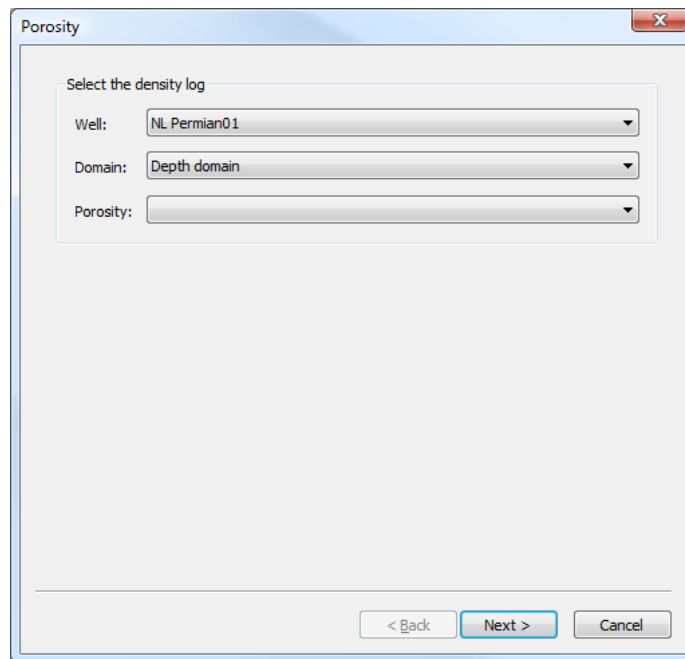 Porosity
Select the density log
Well: NL Permian01
Domain: Depth domain
Porosity:
< Back Next > Cancel